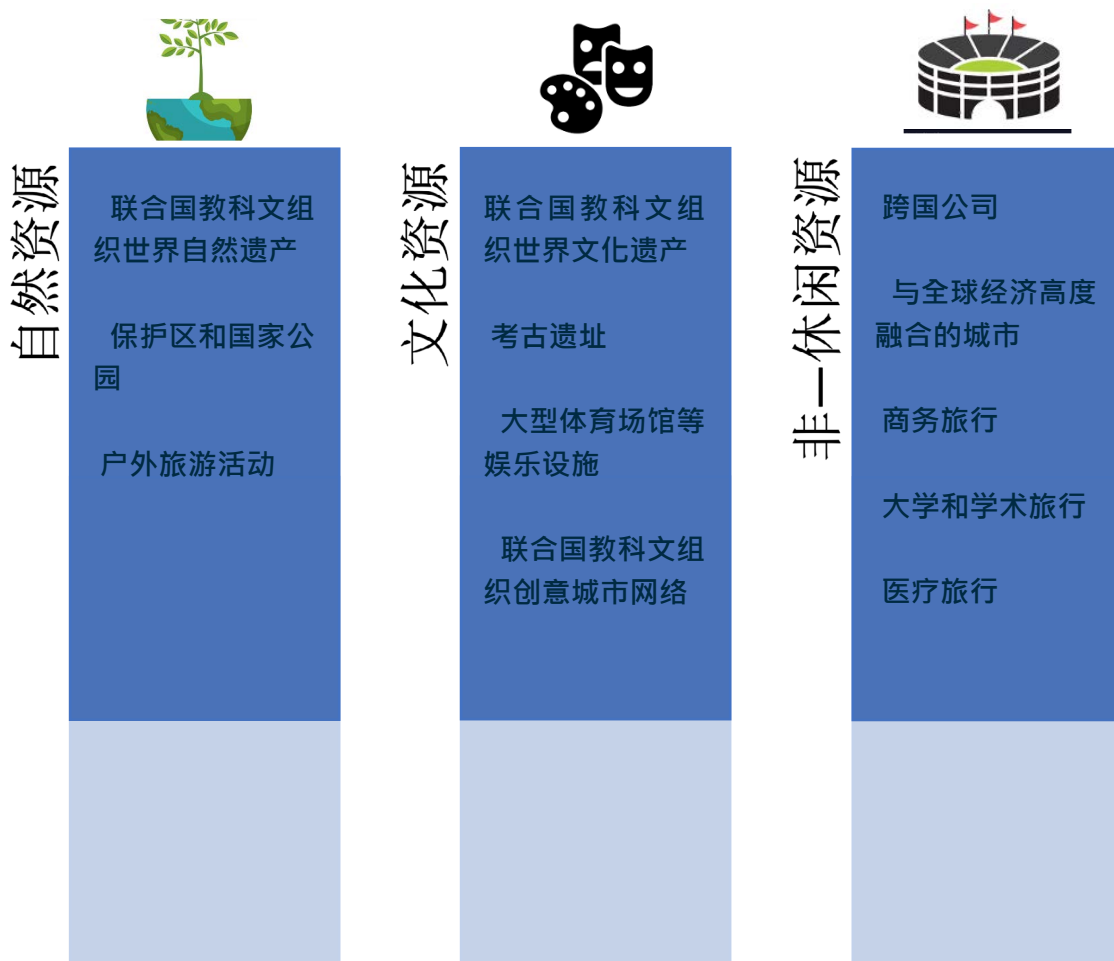 自然资源
联合国教科文组
织世界自然遗产
保护区和国家公
园
户外旅游活动
文化资源
联合国教科文组
织世界文化遗产
考古遗址
大型体育场馆等
娱乐设施
联合国教科文组
织创意城市网络
非—休闲资源
跨国公司
与全球经济高度
融合的城市
商务旅行
大学和学术旅行
医疗旅行